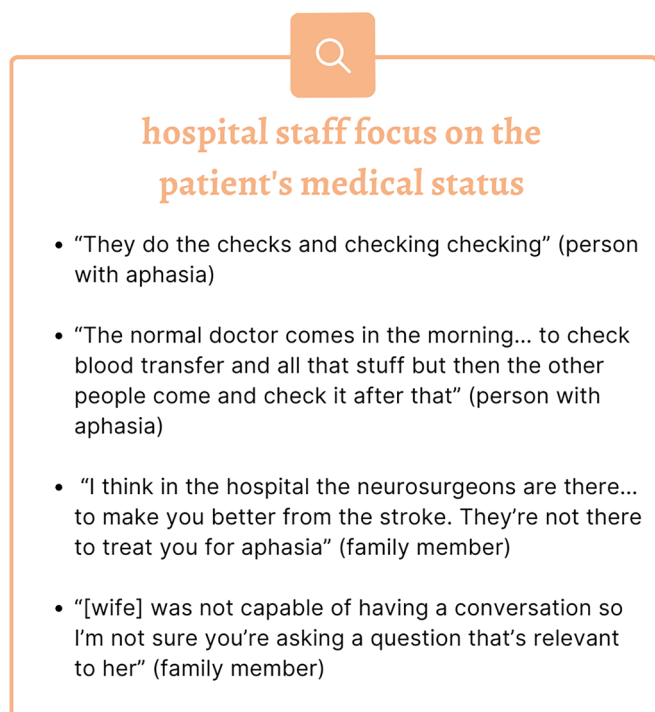 hospital staff focus on the
patient's medical status
• “They do the checks and checking checking” (person
with aphasia)
• “The normal doctor comes in the morning... to check
blood transfer and all that stuff but then the other
people come and check it after that” (person with
aphasia)
• “I think in the hospital the neurosurgeons are there...
to make you better from the stroke. They’re not there
to treat you for aphasia” (family member)
• “[wife] was not capable of having a conversation so
I’m not sure you’re asking a question that’s relevant
to her” (family member)